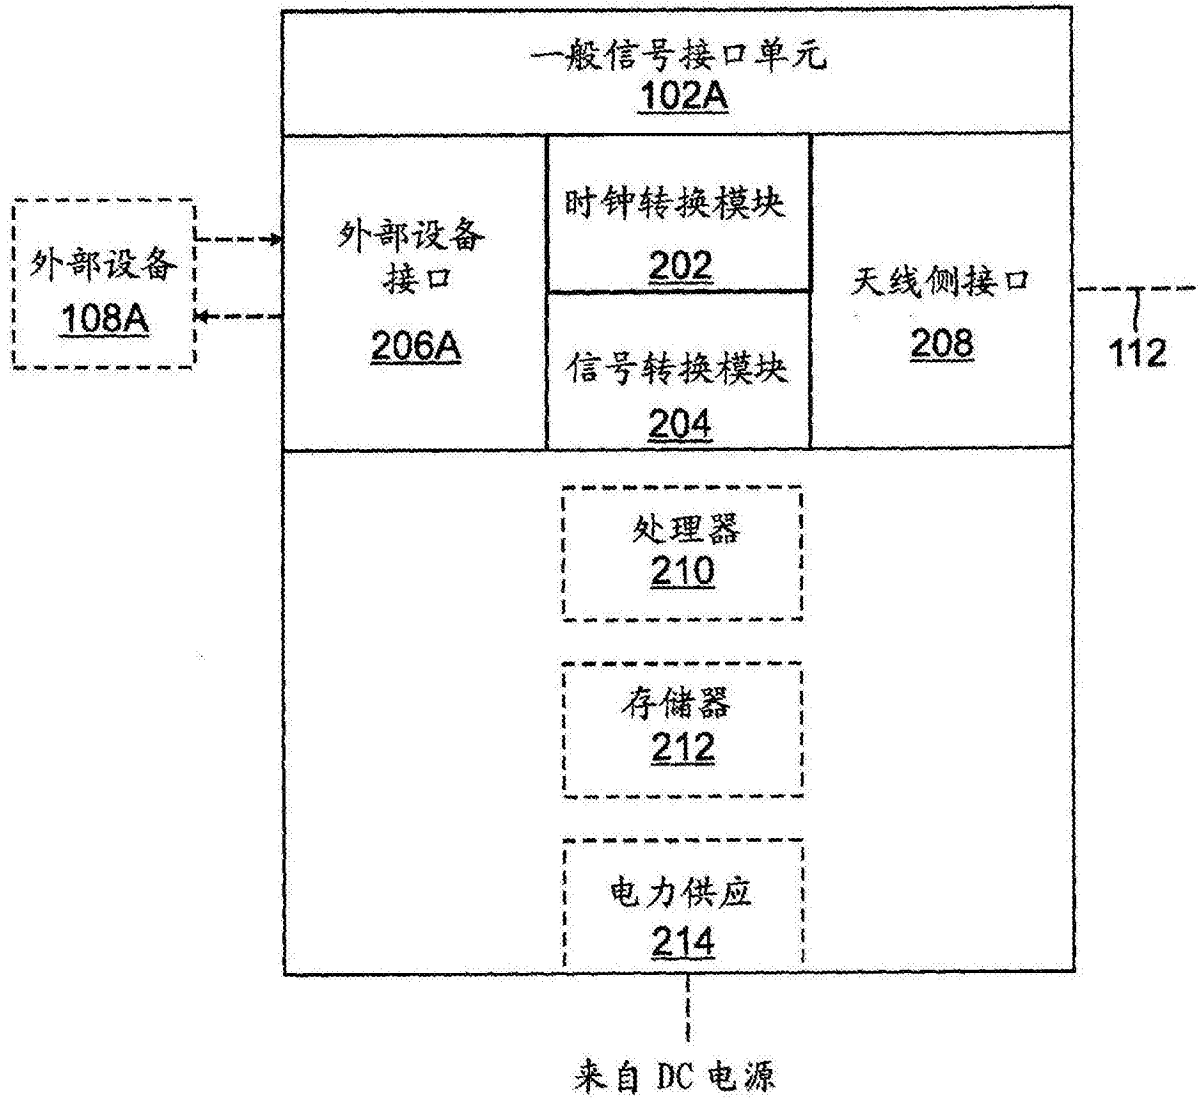 一般信号接口单元
102A
外部设备
108A
外部设备
接口
206A
时钟转换模块
202
信号转换模块
204
天线侧接口
208
112
处理器
210
存储器
212
电力供应
214
来自 DC 电源